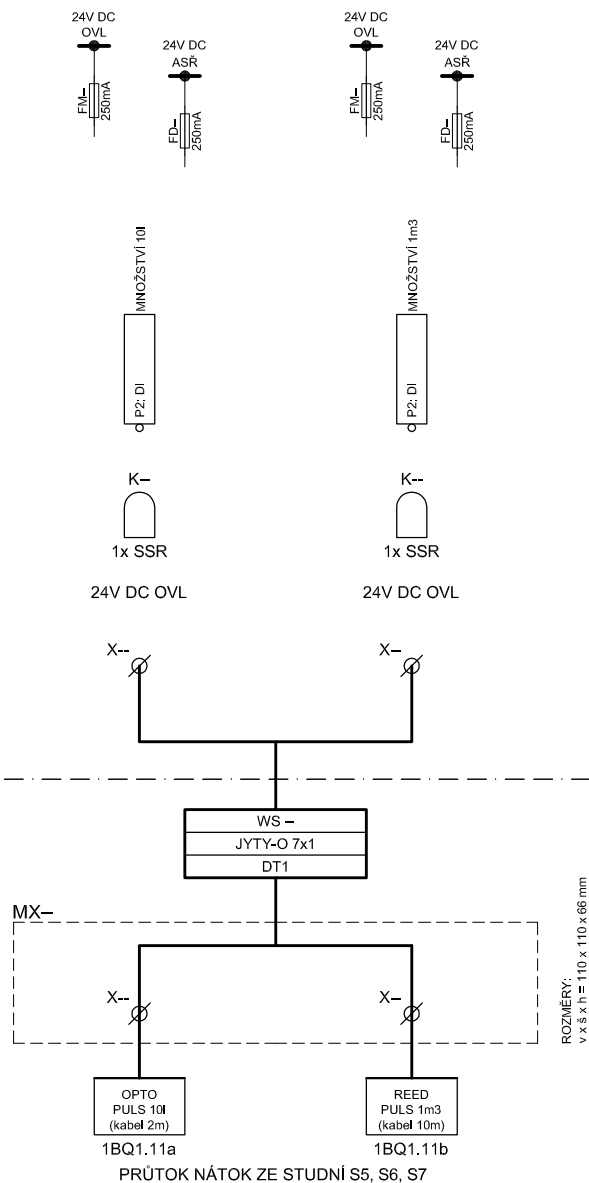 24V DC
OVL
24V DC
ASŘ
24V DC
OVL
24V DC
ASŘ
FM–
250mA
FD–
250mA
FM–
250mA
FD–
250mA
MNOŽSTVÍ 10l
MNOŽSTVÍ 1m3
P2: DI
P2: DI
K–
K--
1x SSR
1x SSR
24V DC OVL
24V DC OVL
X--
X–
WS –
JYTY-O 7x1
DT1
MX–
X--
X–
ROZMĚRY:
v x š x h = 110 x 110 x 66 mm
OPTO
PULS 10l
(kabel 2m)
REED
PULS 1m3
(kabel 10m)
1BQ1.11a
1BQ1.11b
PRŮTOK NÁTOK ZE STUDNÍ S5, S6, S7